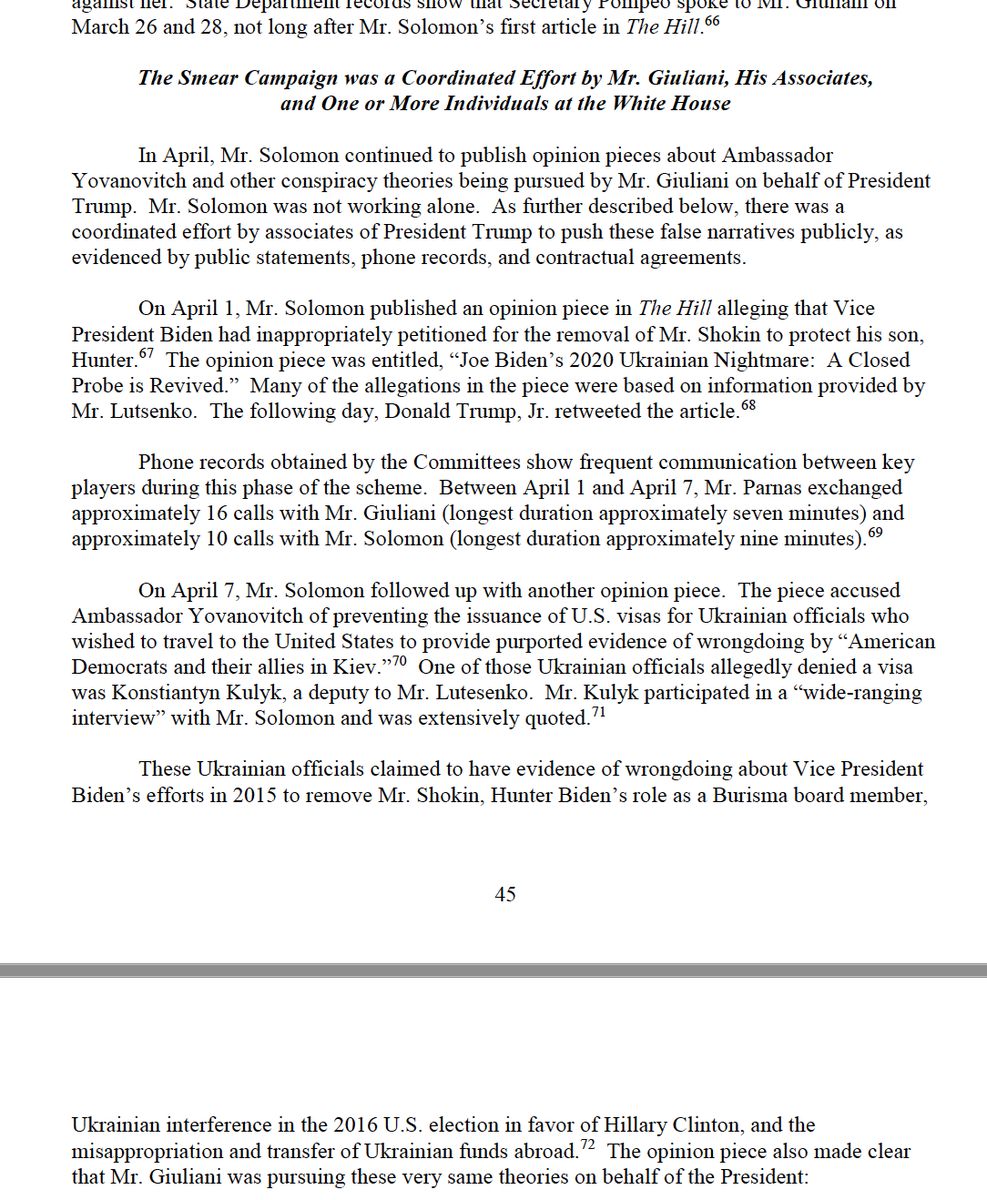 against her. State Department records show that Secretary Pompeo spoke to Mr. Giuliani on
March 26 and 28, not long after Mr. Solomon’s first article in The Hill.66
The Smear Campaign was a Coordinated Effort by Mr. Giuliani, His Associates,
and One or More Individuals at the White House
In April, Mr. Solomon continued to publish opinion pieces about Ambassador
Yovanovitch and other conspiracy theories being pursued by Mr. Giuliani on behalf of President
Trump. Mr. Solomon was not working alone. As further described below, there was a
coordinated effort by associates of President Trump to push these false narratives publicly, as
evidenced by public statements, phone records, and contractual agreements.
On April 1, Mr. Solomon published an opinion piece in The Hill alleging that Vice
President Biden had inappropriately petitioned for the removal of Mr. Shokin to protect his son,
Hunter.67 The opinion piece was entitled, “Joe Biden’s 2020 Ukrainian Nightmare: A Closed
Probe is Revived.” Many of the allegations in the piece were based on information provided by
Mr. Lutsenko. The following day, Donald Trump, Jr. retweeted the article.68
Phone records obtained by the Committees show frequent communication between key
players during this phase of the scheme. Between April 1 and April 7, Mr. Parnas exchanged
approximately 16 calls with Mr. Giuliani (longest duration approximately seven minutes) and
approximately 10 calls with Mr. Solomon (longest duration approximately nine minutes).69
On April 7, Mr. Solomon followed up with another opinion piece. The piece accused
Ambassador Yovanovitch of preventing the issuance of U.S. visas for Ukrainian officials who
wished to travel to the United States to provide purported evidence of wrongdoing by “American
Democrats and their allies in Kiev.”70 One of those Ukrainian officials allegedly denied a visa
was Konstiantyn Kulyk, a deputy to Mr. Lutesenko. Mr. Kulyk participated in a “wide-ranging
interview” with Mr. Solomon and was extensively quoted.71
These Ukrainian officials claimed to have evidence of wrongdoing about Vice President
Biden’s efforts in 2015 to remove Mr. Shokin, Hunter Biden’s role as a Burisma board member,
45
Ukrainian interference in the 2016 U.S. election in favor of Hillary Clinton, and the
misappropriation and transfer of Ukrainian funds abroad.72 The opinion piece also made clear
that Mr. Giuliani was pursuing these very same theories on behalf of the President: